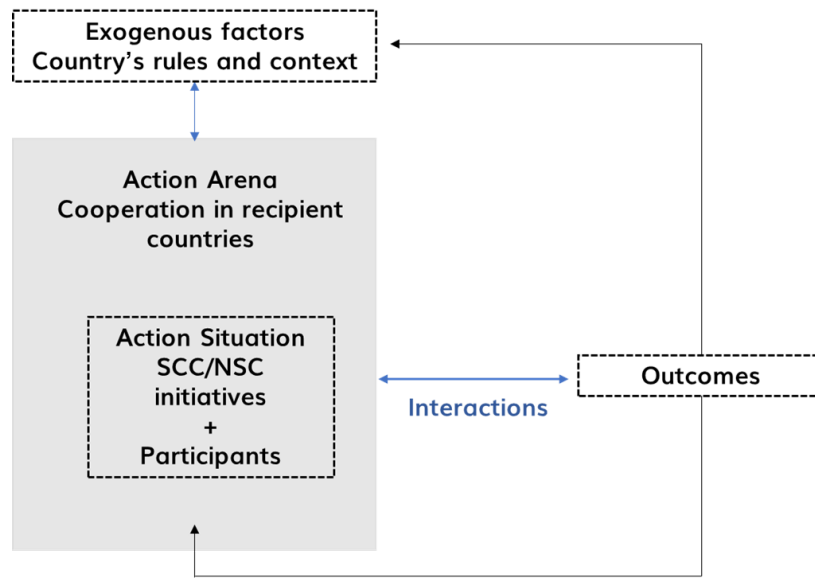 Exogenous factors
Country's rules and context
Action Arena
Cooperation in recipient
countries
Action Situation
SCC/NSC
initiatives
+
Participants
Interactions
Outcomes